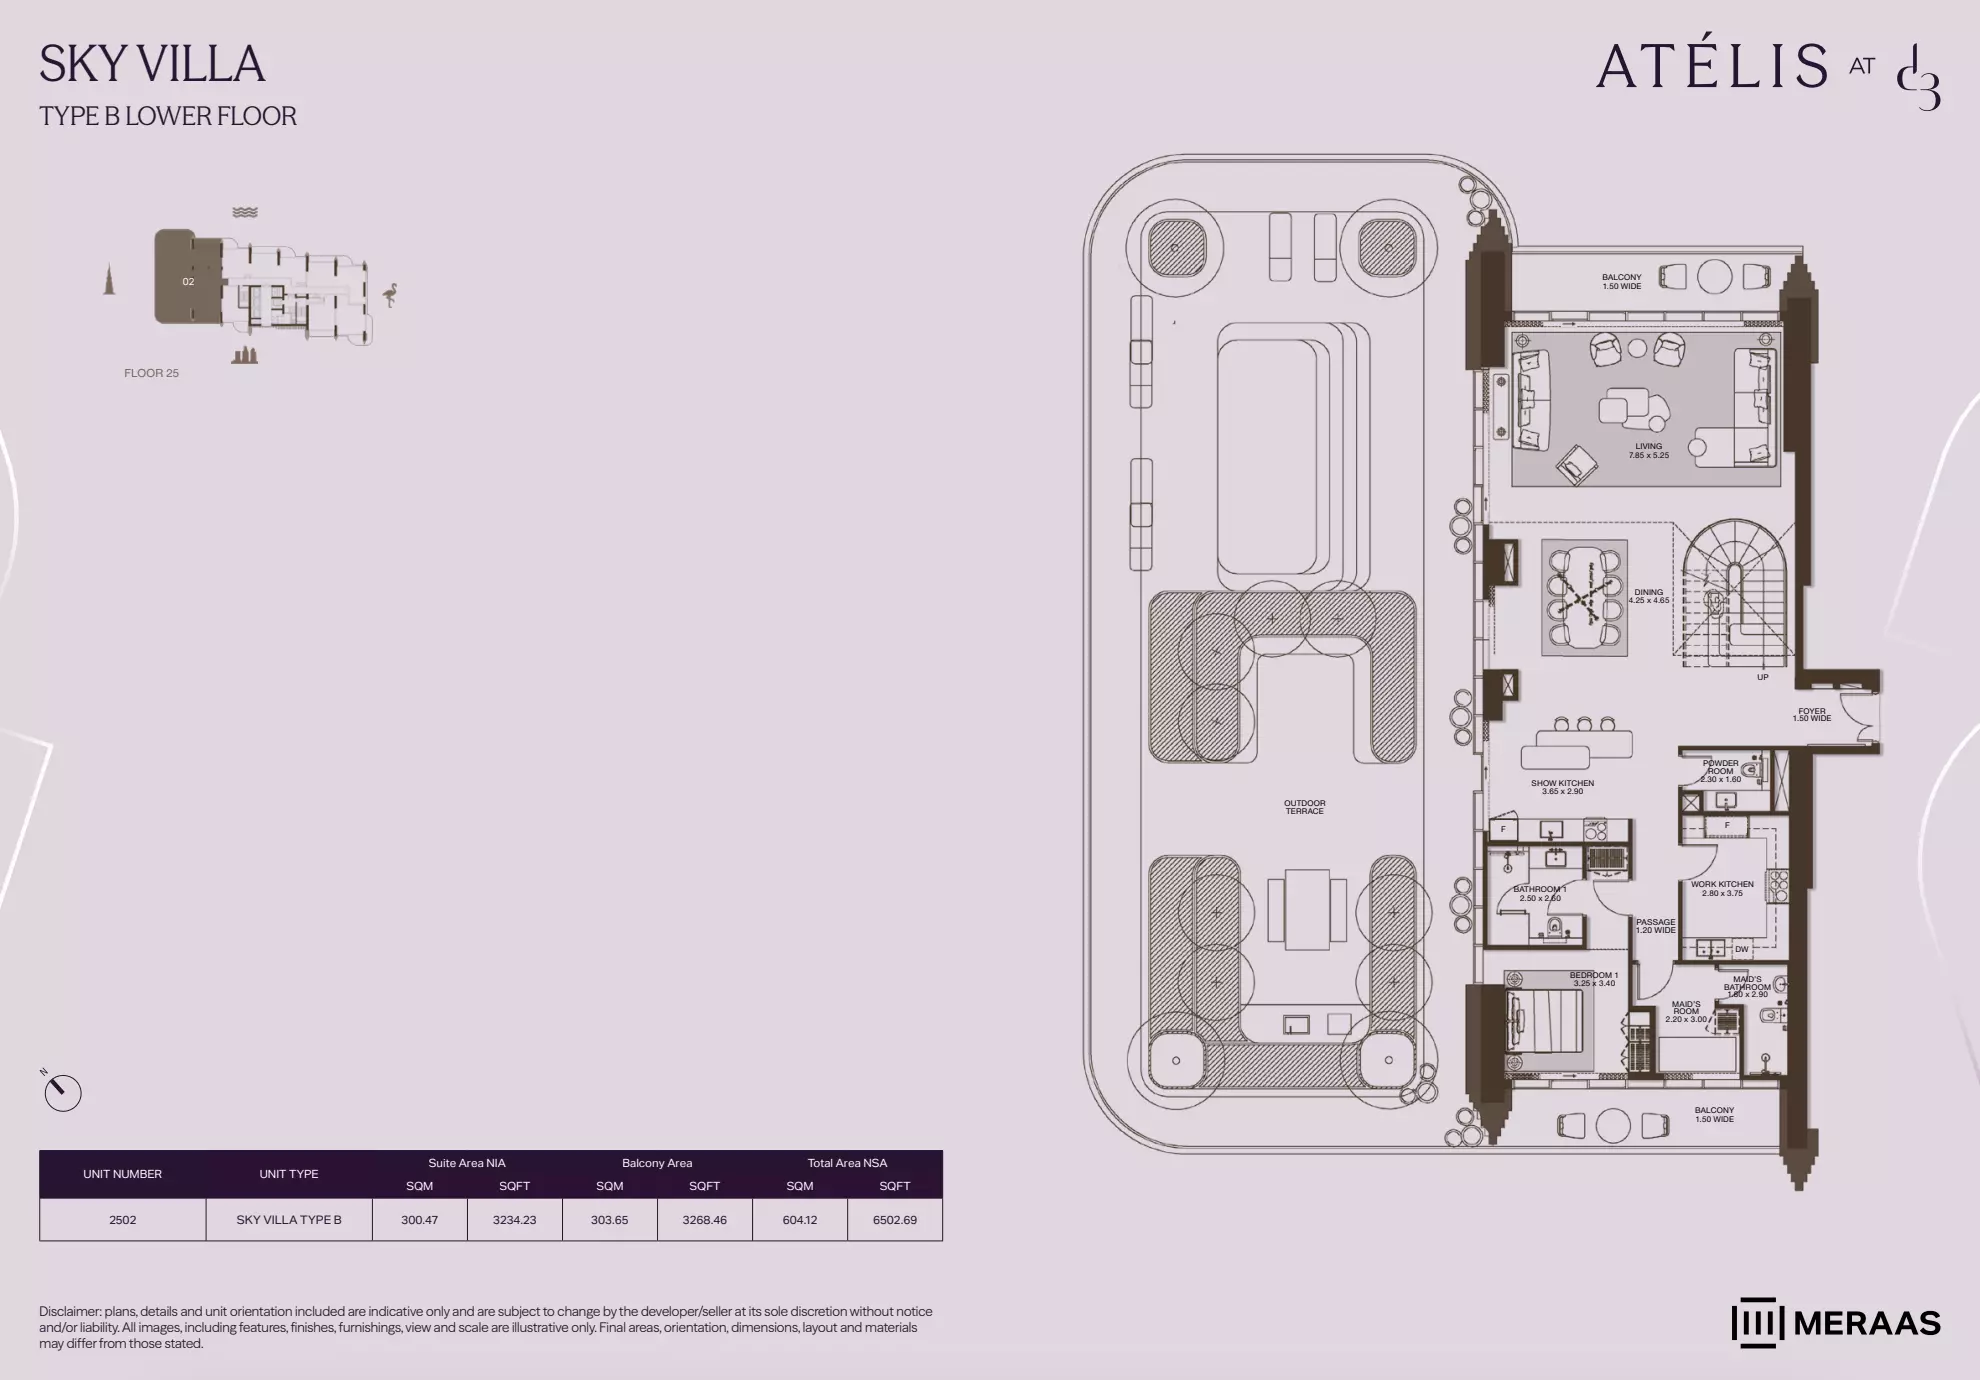 SKY VILLA
TYPE B LOWER FLOOR
ATÉLIS AT d3
02
FLOOR 25
BALCONY
1.50 WIDE
LIVING
7.85 x 5.25
DINING
4.25 x 4.65
UP
FOYER
1.50 WIDE
POWDER
ROOM
2.30 x 1.60
SHOW KITCHEN
3.65 x 2.90
OUTDOOR
TERRACE
F
F
BATHROOM 1
2.50 x 2.60
WORK KITCHEN
2.80 x 3.75
PASSAGE
1.20 WIDE
DW
BEDROOM 1
3.25 x 3.40
MAID'S
BATHROOM
1.60 x 2.90
MAID'S
ROOM
2.20 x 3.00
BALCONY
1.50 WIDE
N
UNIT NUMBER UNIT TYPE Suite Area NIA Balcony Area Total Area NSA
SQM SQFT SQM SQFT SQM SQFT
2502 SKY VILLA TYPE B 300.47 3234.23 303.65 3268.46 604.12 6502.69
Disclaimer: plans, details and unit orientation included are indicative only and are subject to change by the developer/seller at its sole discretion without notice
and/or liability. All images, including features, finishes, furnishings, view and scale are illustrative only. Final areas, orientation, dimensions, layout and materials
may differ from those stated.
MERAAS